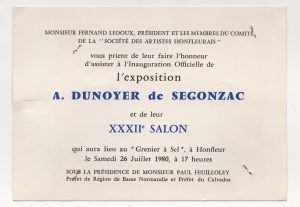 MONSIEUR FERNAND LEDOUX, PRÉSIDENT ET LES MEMBRES DU COMITÉ
DE LA "SOCIÉTÉ DES ARTISTES HONFLEURAIS"
vous prient de leur faire l'honneur
d'assister à l'Inauguration Officielle de
l'exposition
A. DUNOYER de SEGONZAC
et de leur
XXXIIe SALON
qui aura lieu au "Grenier à Sel", à Honfleur
le Samedi 26 Juillet 1980, à 17 heures
SOUS LA PRÉSIDENCE DE MONSIEUR PAUL FEUILLOLEY
Préfet de Région de Basse Normandie et Préfet du Calvados